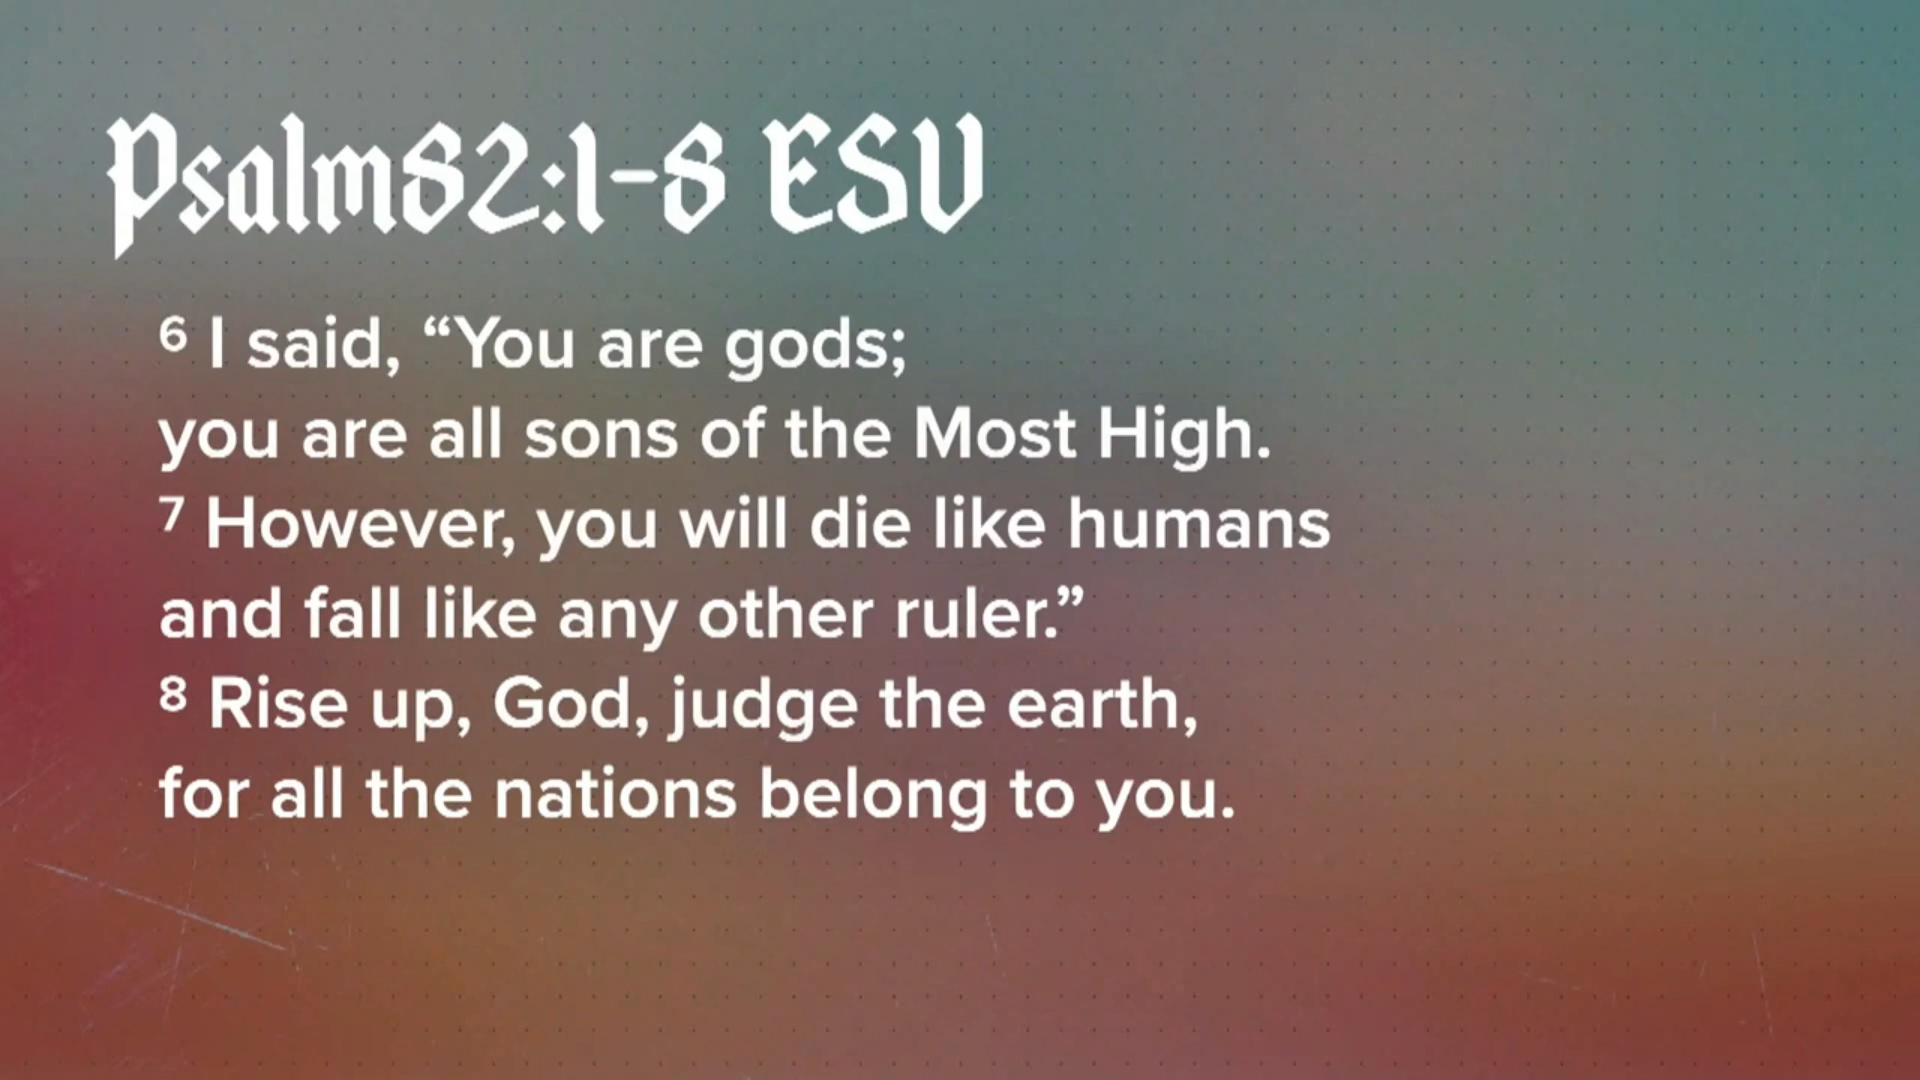 Psalm82:1-8 ESV
6 I said, “You are gods;
you are all sons of the Most High.
7 However, you will die like humans
and fall like any other ruler.”
8 Rise up, God, judge the earth,
for all the nations belong to you.